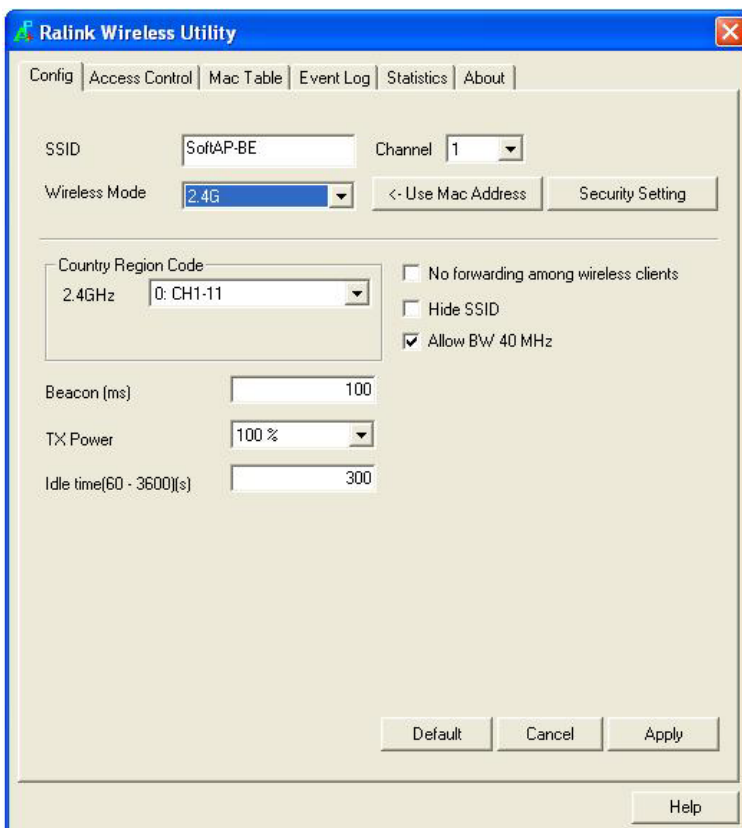 Ralink Wireless Utility
Config Access Control Mac Table Event Log Statistics About
SSID SoftAP-BE Channel 1
Wireless Mode 2.4G <- Use Mac Address Security Setting
Country Region Code
2.4GHz 0: CH1-11
No forwarding among wireless clients
Hide SSID
Allow BW 40 MHz
Beacon (ms) 100
TX Power 100 %
Idle time(60 - 3600)(s) 300
Default Cancel Apply
Help